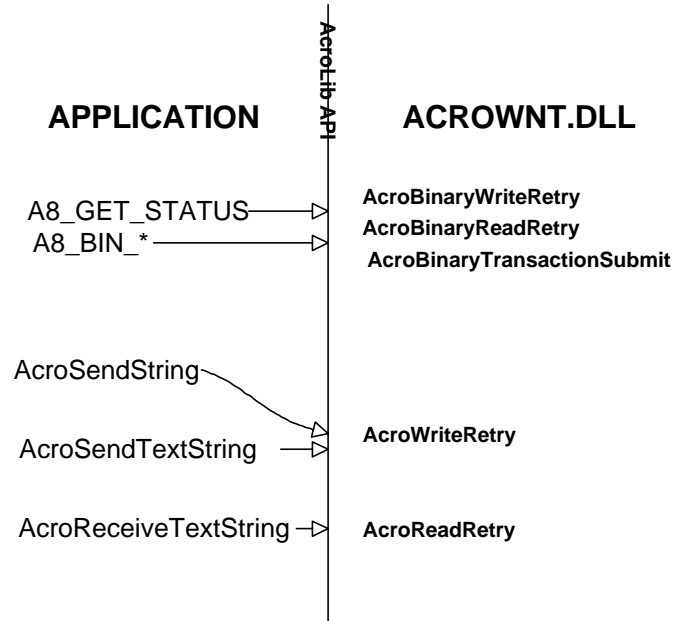 AcroLib API
APPLICATION
ACROWNT.DLL
A8_GET_STATUS
A8_BIN_*
AcroBinaryWriteRetry
AcroBinaryReadRetry
AcroBinaryTransactionSubmit
AcroSendString
AcroSendTextString
AcroWriteRetry
AcroReceiveTextString
AcroReadRetry